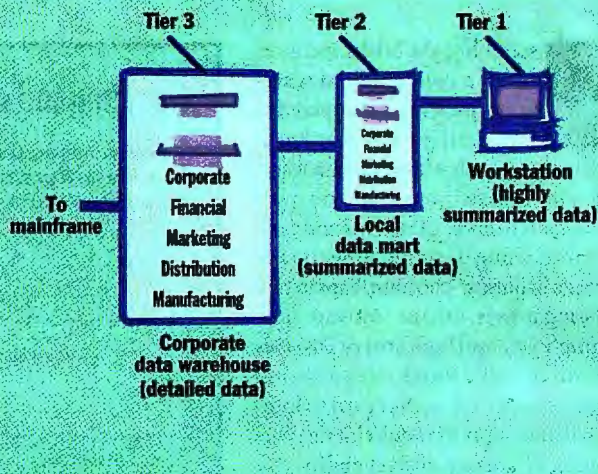 Tier 3
Tier 2
Tier 1
To
mainframe
Corporate
Financial
Marketing
Distribution
Manufacturing
Corporate
data warehouse
(detailed data)
Corporate
Financial
Marketing
Distribution
Manufacturing
Local
data mart
(summarized data)
Workstation
(highly
summarized data)